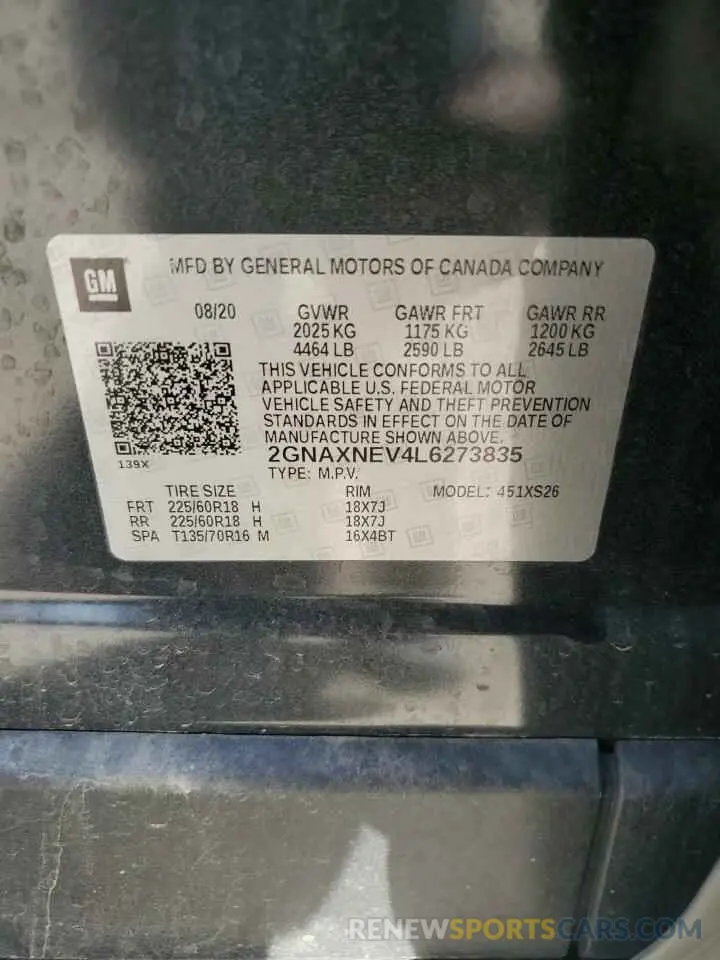 GM
MFD BY GENERAL MOTORS OF CANADA COMPANY
08/20 GVWR GAWR FRT GAWR RR
2025 KG 1175 KG 1200 KG
4464 LB 2590 LB 2645 LB
THIS VEHICLE CONFORMS TO ALL
APPLICABLE U.S. FEDERAL MOTOR
VEHICLE SAFETY AND THEFT PREVENTION
STANDARDS IN EFFECT ON THE DATE OF
MANUFACTURE SHOWN ABOVE.
2GNAXNEV4L6273835
139X
TYPE: M.P.V.
TIRE SIZE RIM MODEL: 451XS26
FRT 225/60R18 H 18X7J
RR 225/60R18 H 18X7J
SPA T135/70R16 M 16X4BT
RENEWSPORTSCARS.COM